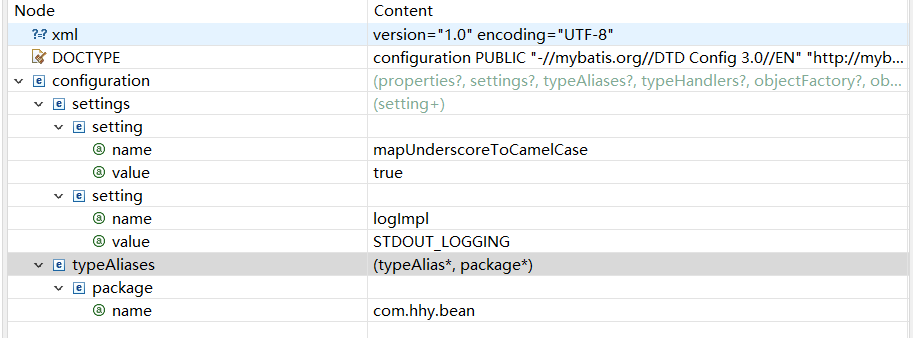 Node Content
xml version="1.0" encoding="UTF-8"
DOCTYPE configuration PUBLIC "-//mybatis.org//DTD Config 3.0//EN" "http://myb...
configuration (properties?, settings?, typeAliases?, typeHandlers?, objectFactory?, ob...
settings (setting+)
setting
name mapUnderscoreToCamelCase
value true
setting
name logImpl
value STDOUT_LOGGING
typeAliases (typeAlias*, package*)
package
name com.hhy.bean